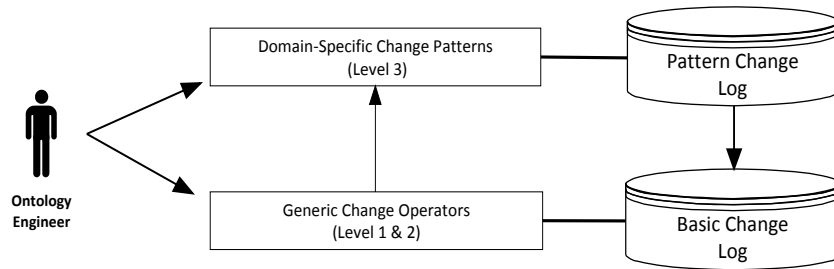 Domain-Specific Change Patterns
(Level 3)
Pattern Change
Log
Ontology
Engineer
Generic Change Operators
(Level 1 & 2)
Basic Change
Log